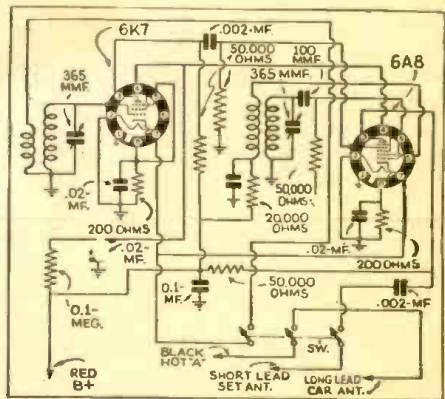 6K7
.002-MF.
50,000
OHMS
100
MMF.
6A8
365
MMF.
365 MMF.
.02-
MF.
200 OHMS
.02-
MF.
50,000
OHMS
20,000
OHMS
.02-MF.
200 OHMS
0.1-
MEG.
0.1-
MF.
50,000
OHMS
.002-MF.
RED
B+
BLACK
HOT "A"
SW.
SHORT LEAD
SET ANT.
LONG LEAD
CAR ANT.